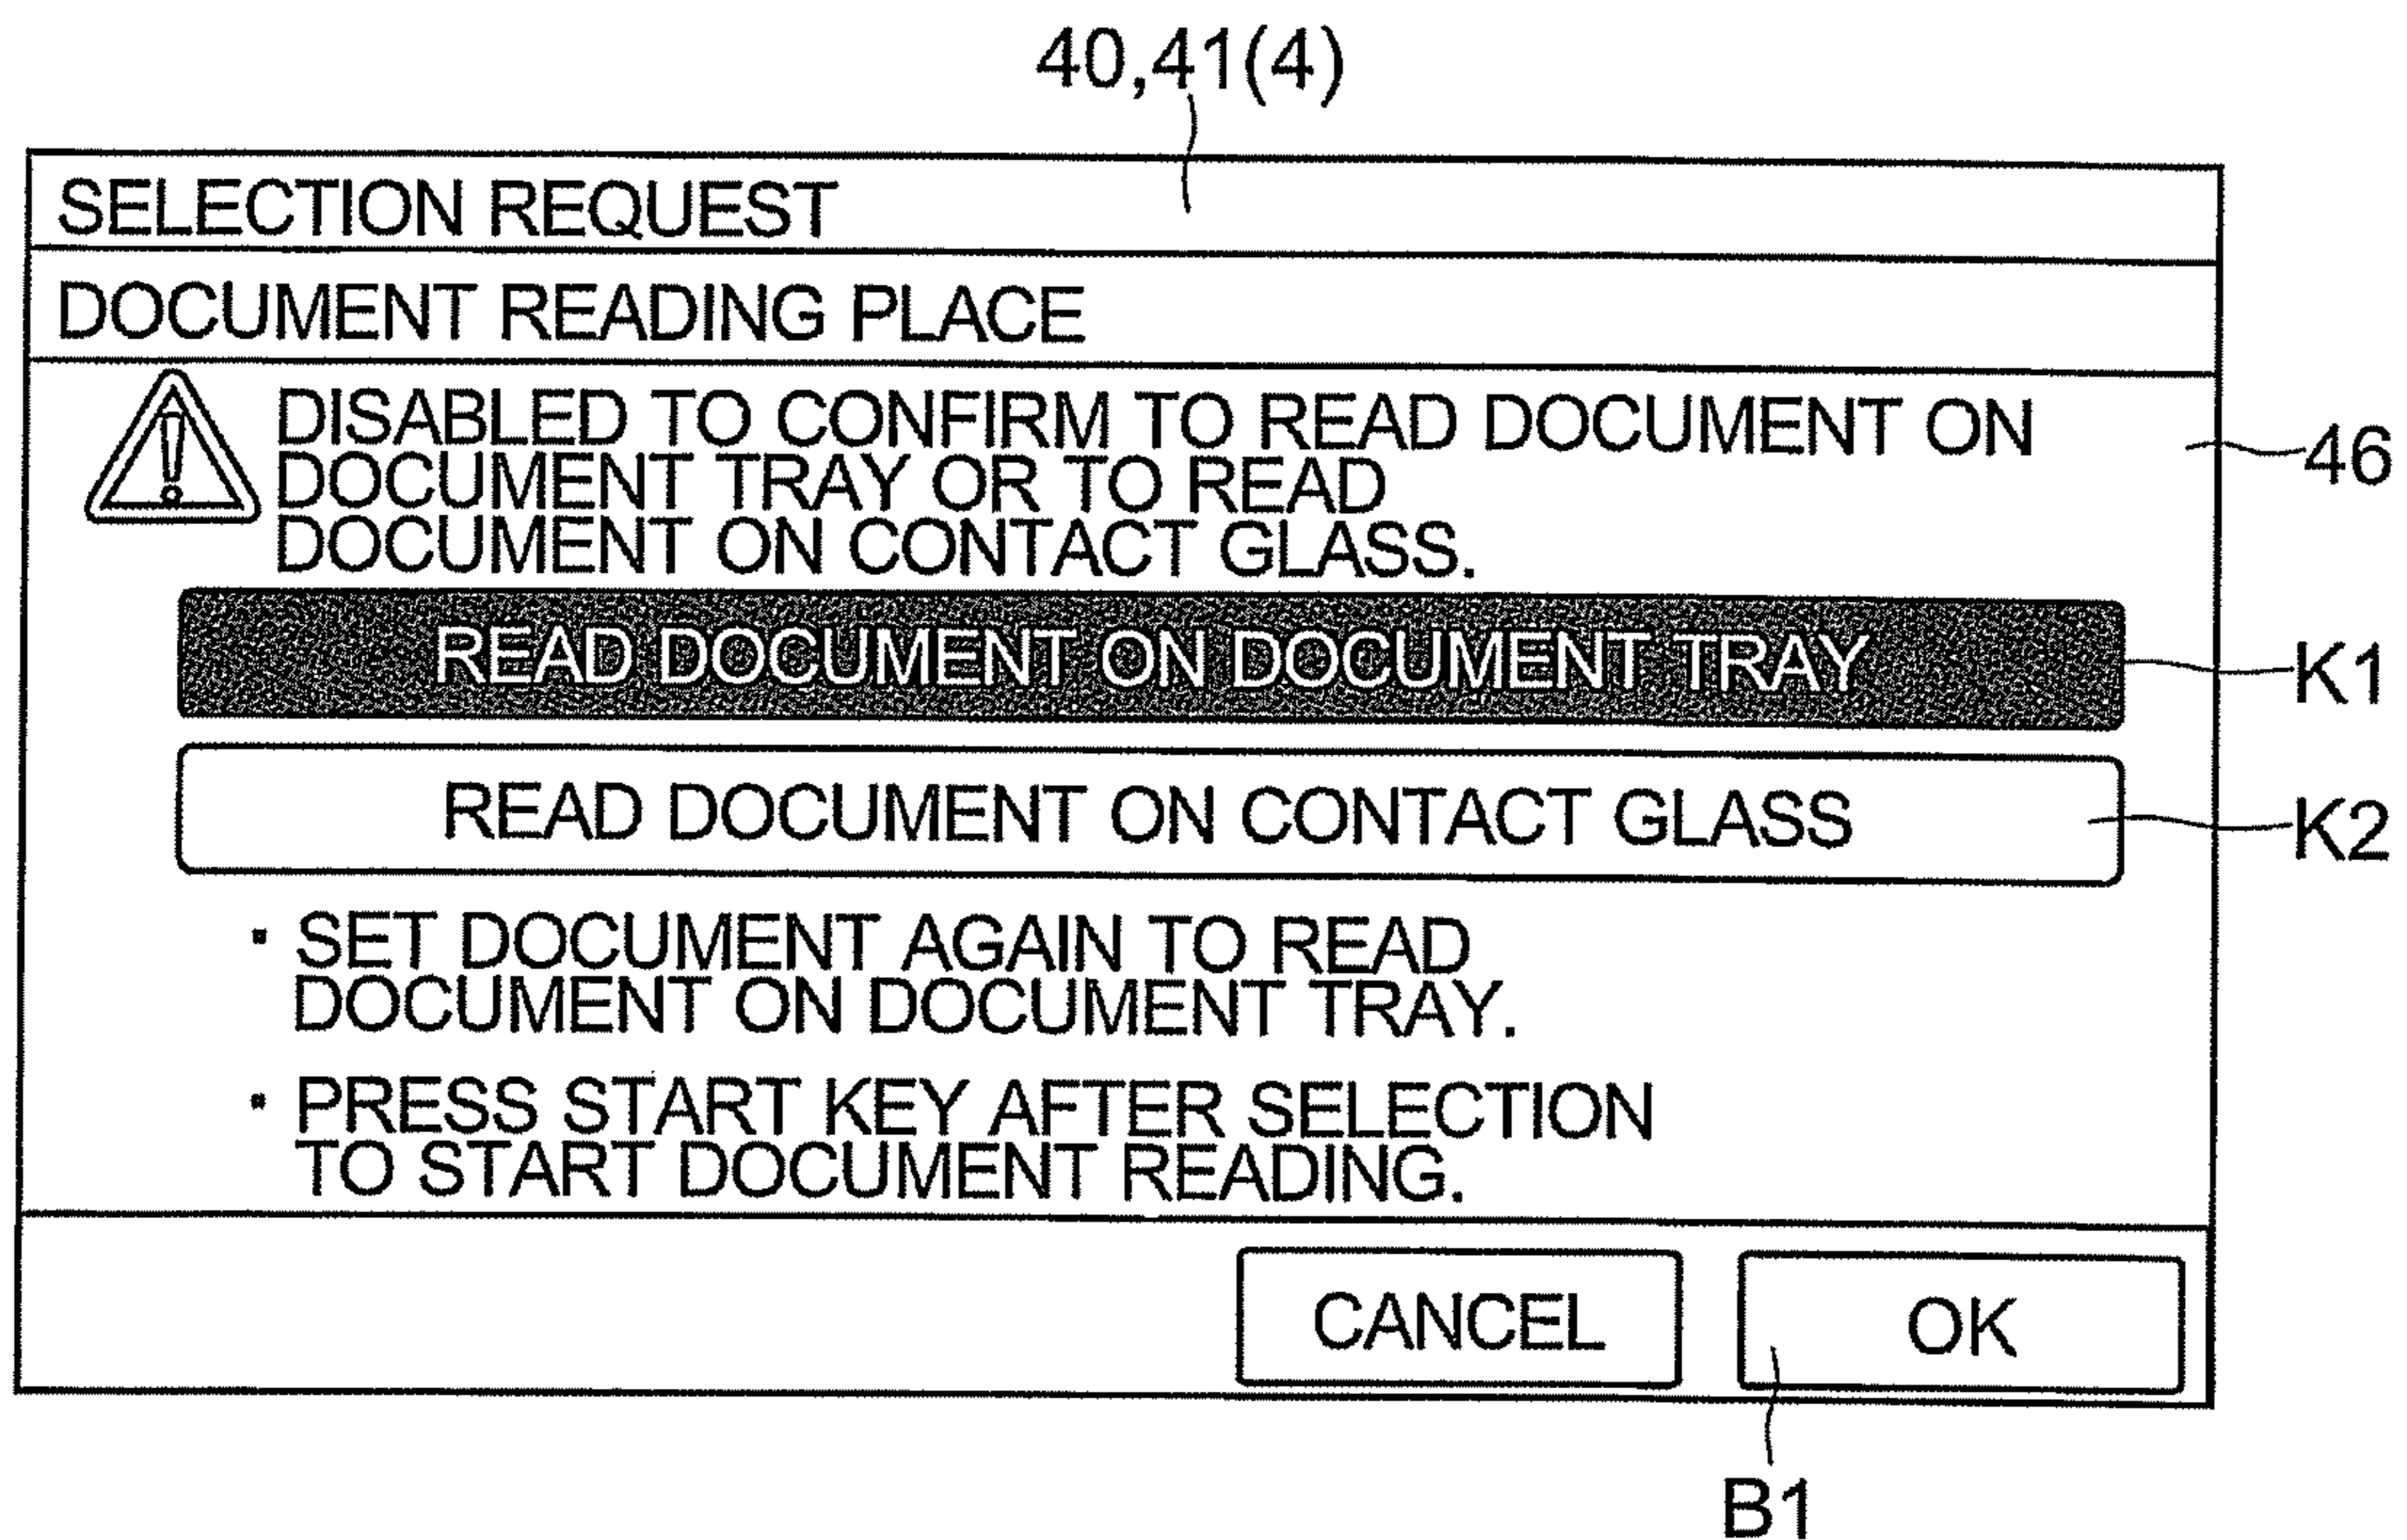 40,41(4)
SELECTION REQUEST
DOCUMENT READING PLACE
DISABLED TO CONFIRM TO READ DOCUMENT ON
DOCUMENT TRAY OR TO READ
DOCUMENT ON CONTACT GLASS.
46
READ DOCUMENT ON DOCUMENT TRAY
K1
READ DOCUMENT ON CONTACT GLASS
K2
· SET DOCUMENT AGAIN TO READ
DOCUMENT ON DOCUMENT TRAY.
· PRESS START KEY AFTER SELECTION
TO START DOCUMENT READING.
CANCEL
OK
B1